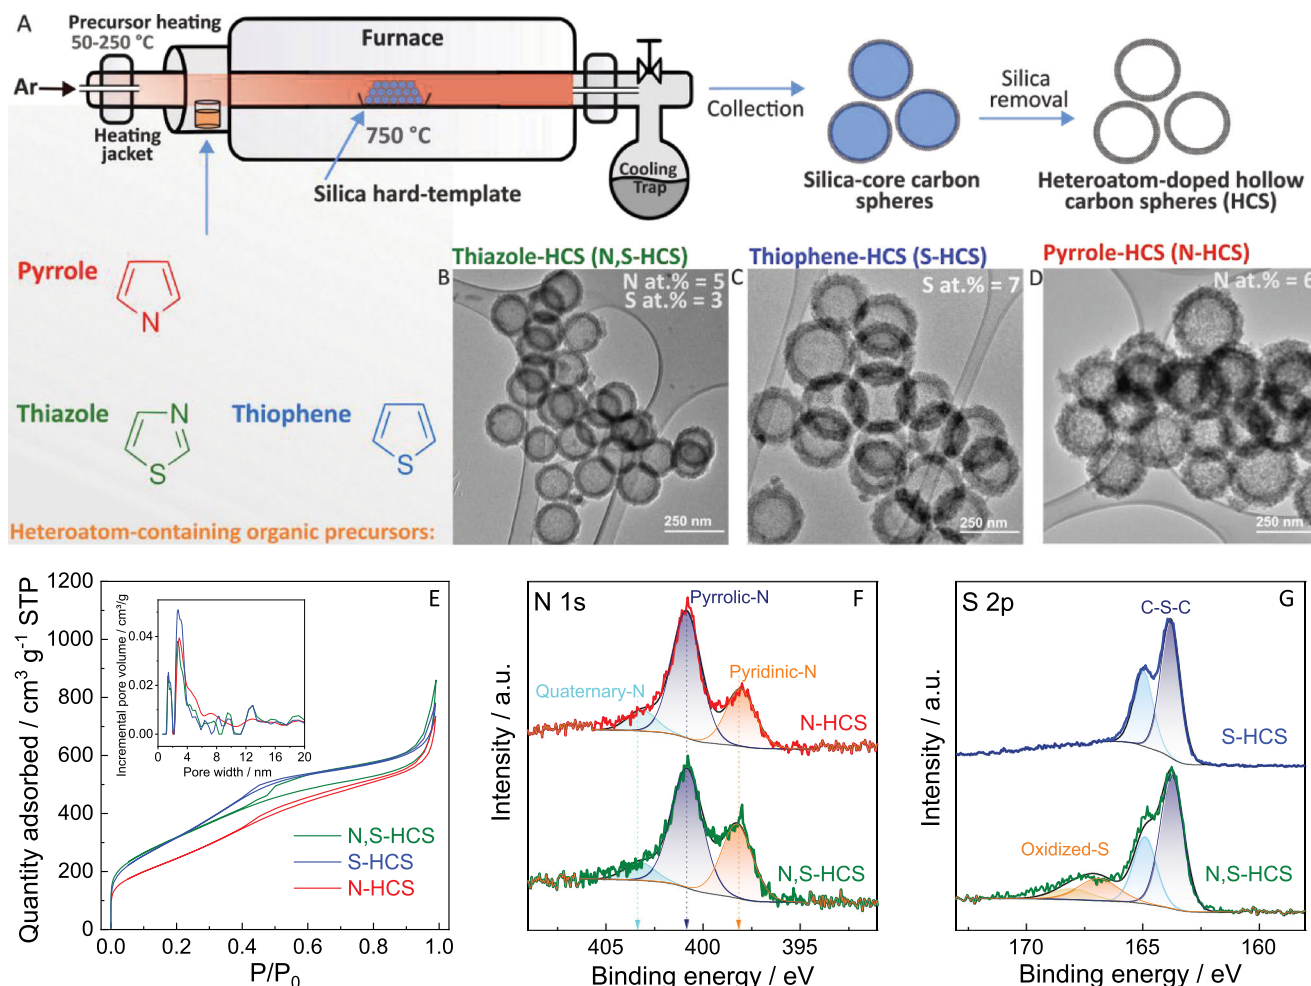 A
Precursor heating
50-250 °C
Furnace
Ar
Heating
jacket
750 °C
Silica hard-template
Cooling
Trap
Collection
Silica
removal
Silica-core carbon
spheres
Heteroatom-doped hollow
carbon spheres (HCS)
Pyrrole
N
Thiazole
N
S
Thiophene
S
Heteroatom-containing organic precursors:
Thiazole-HCS (N,S-HCS)
B
N at.% = 5
S at.% = 3
250 nm
Thiophene-HCS (S-HCS)
C
S at.% = 7
250 nm
Pyrrole-HCS (N-HCS)
D
N at.% = 6
250 nm
E
Quantity adsorbed / cm³ g⁻¹ STP
1200
1000
800
600
400
200
0
0.0
0.2
0.4
0.6
0.8
1.0
P/P₀
Incremental pore volume / cm³/g
0.04
0.02
0.00
0
4
8
12
16
20
Pore width / nm
N,S-HCS
S-HCS
N-HCS
N 1s
F
Pyrrolic-N
Pyridinic-N
Quaternary-N
N-HCS
N,S-HCS
Intensity / a.u.
405
400
395
Binding energy / eV
S 2p
G
C-S-C
S-HCS
Oxidized-S
N,S-HCS
Intensity / a.u.
170
165
160
Binding energy / eV